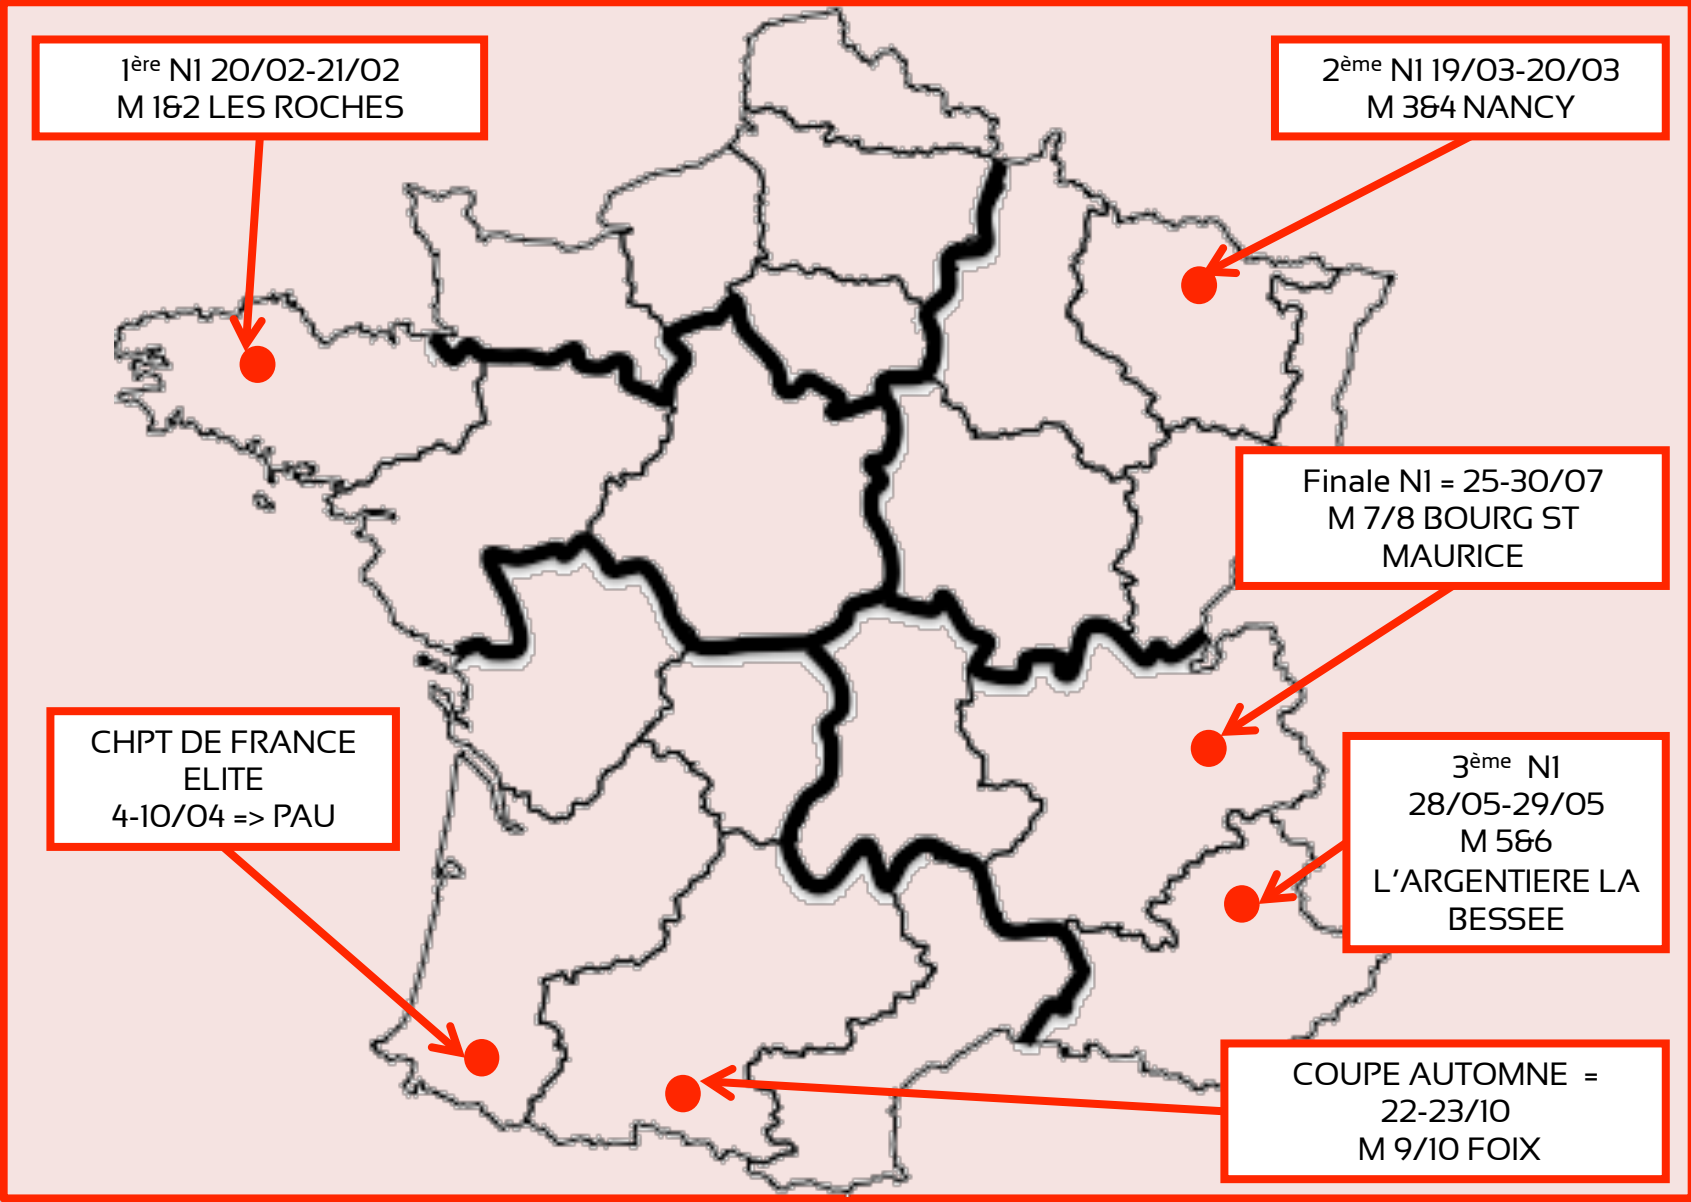 1ère N1 20/02-21/02
M 1&2 LES ROCHES
2ème N1 19/03-20/03
M 3&4 NANCY
Finale N1 = 25-30/07
M 7/8 BOURG ST
MAURICE
CHPT DE FRANCE
ELITE
4-10/04 => PAU
3ème N1
28/05-29/05
M 5&6
L'ARGENTIERE LA
BESSEE
COUPE AUTOMNE =
22-23/10
M 9/10 FOIX